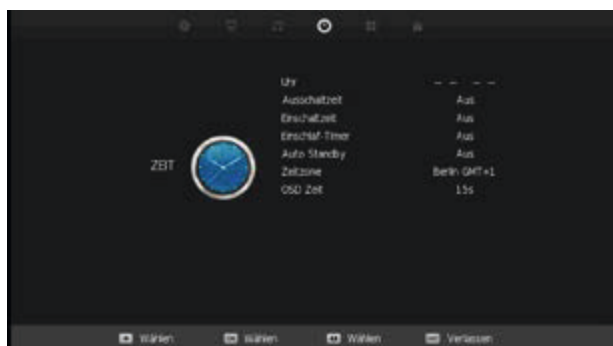 Uhr -- -- -- --
Ausschaltzeit Aus
Einschaltzeit Aus
Einschlaf-Timer Aus
Auto Standby Aus
ZEIT
Zeitzone Berlin GMT+1
OSD Zeit 15s
Wählen Wählen Wählen Verlassen